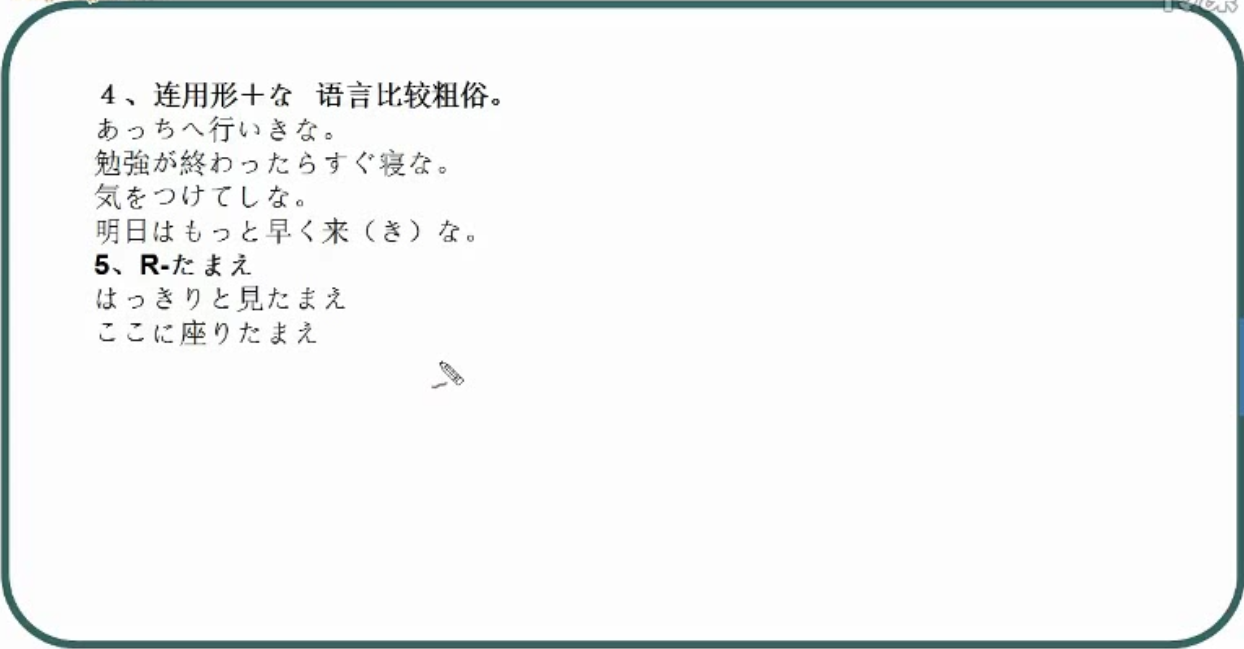 ４、连用形＋な 语言比较粗俗。
あっちへ行いきな。
勉強が終わったらすぐ寝な。
気をつけてしな。
明日はもっと早く来（き）な。
5、R-たまえ
はっきりと見たまえ
ここに座りたまえ